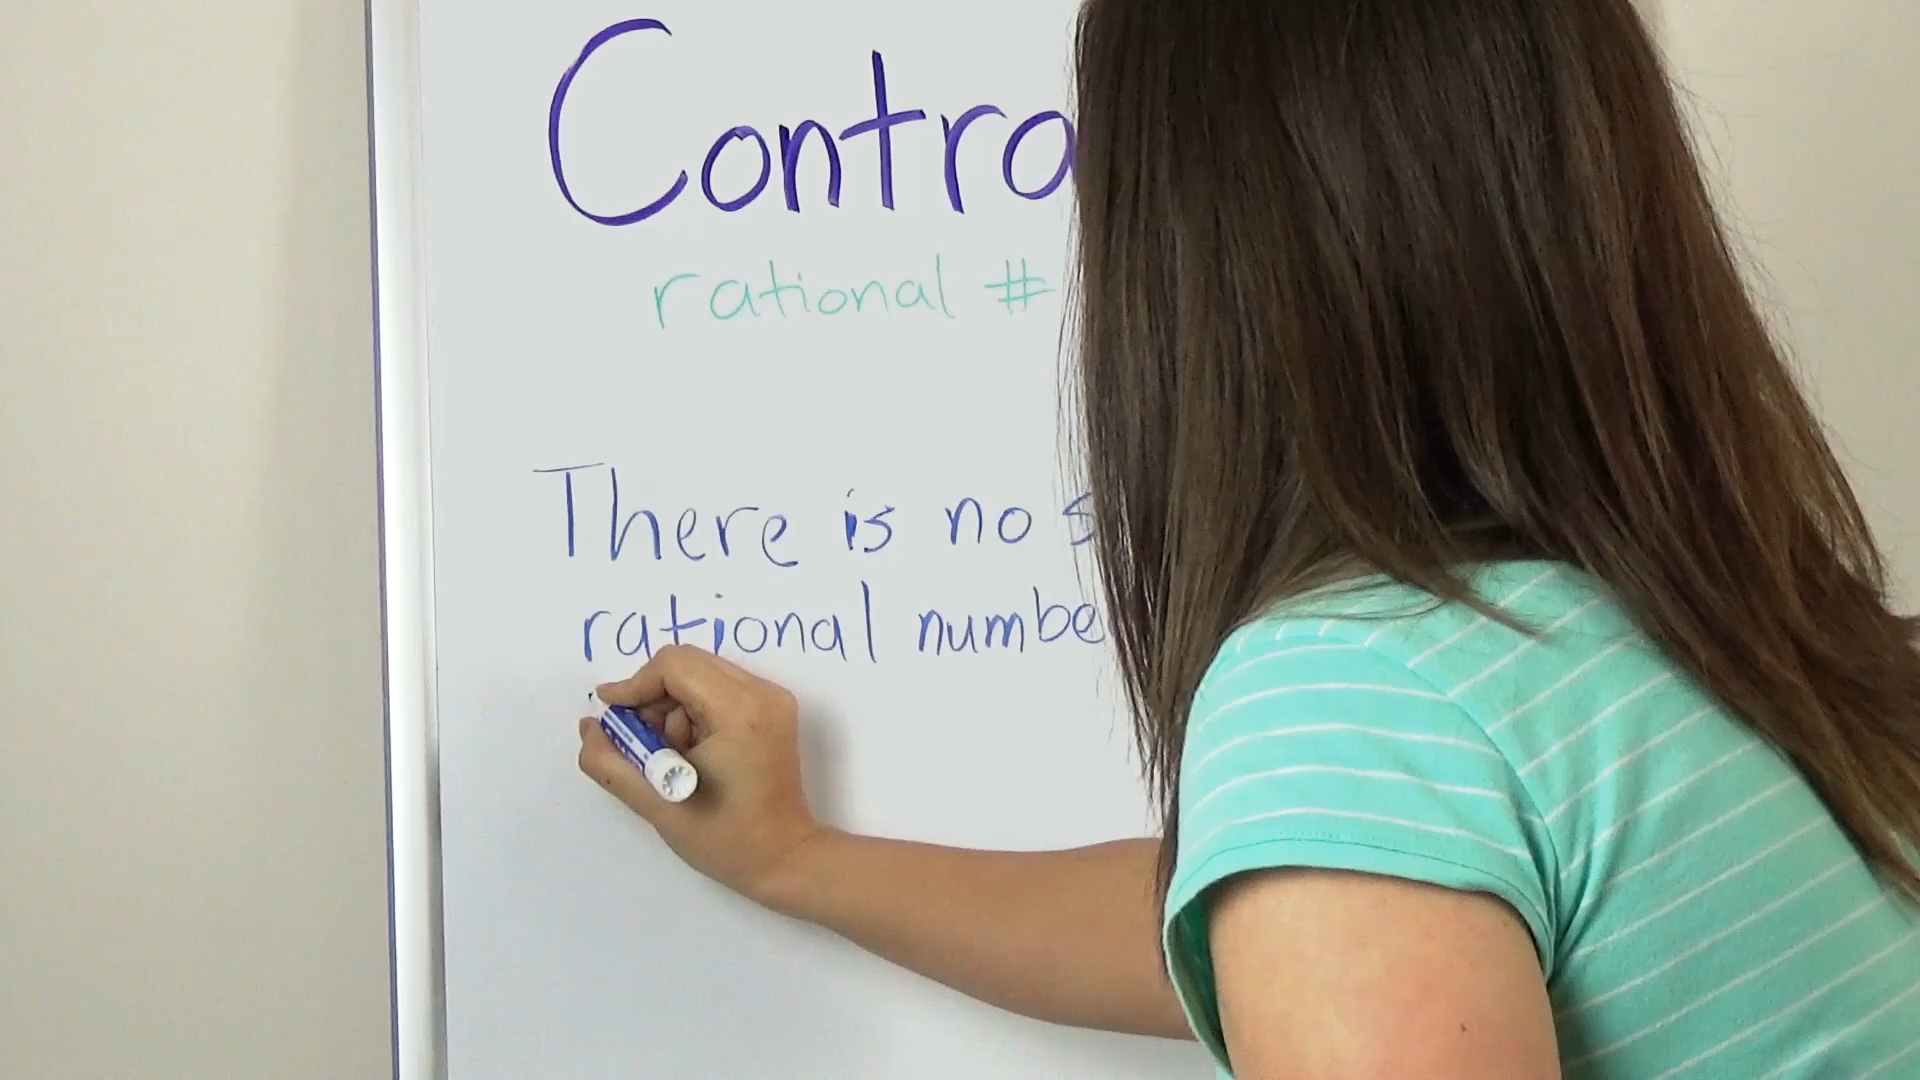 Contra
rational #
There is no
rational numbe